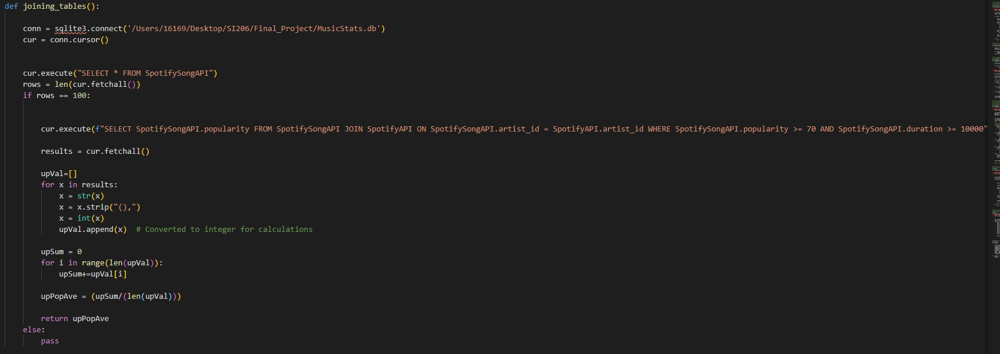 def joining_tables():
    conn = sqlite3.connect('/Users/16169/Desktop/SI206/Final_Project/MusicStats.db')
    cur = conn.cursor()
    cur.execute("SELECT * FROM SpotifySongAPI")
    rows = len(cur.fetchall())
    if rows == 100:
        cur.execute(f"SELECT SpotifySongAPI.popularity FROM SpotifySongAPI JOIN SpotifyAPI ON SpotifySongAPI.artist_id = SpotifyAPI.artist_id WHERE SpotifySongAPI.popularity >= 70 AND SpotifySongAPI.duration >= 10000"
        results = cur.fetchall()
        upVal=[]
        for x in results:
            x = str(x)
            x = x.strip("(),")
            x = int(x)
            upVal.append(x)  # Converted to integer for calculations
        upSum = 0
        for i in range(len(upVal)):
            upSum+=upVal[i]
        upPopAve = (upSum/(len(upVal)))
        return upPopAve
    else:
        pass